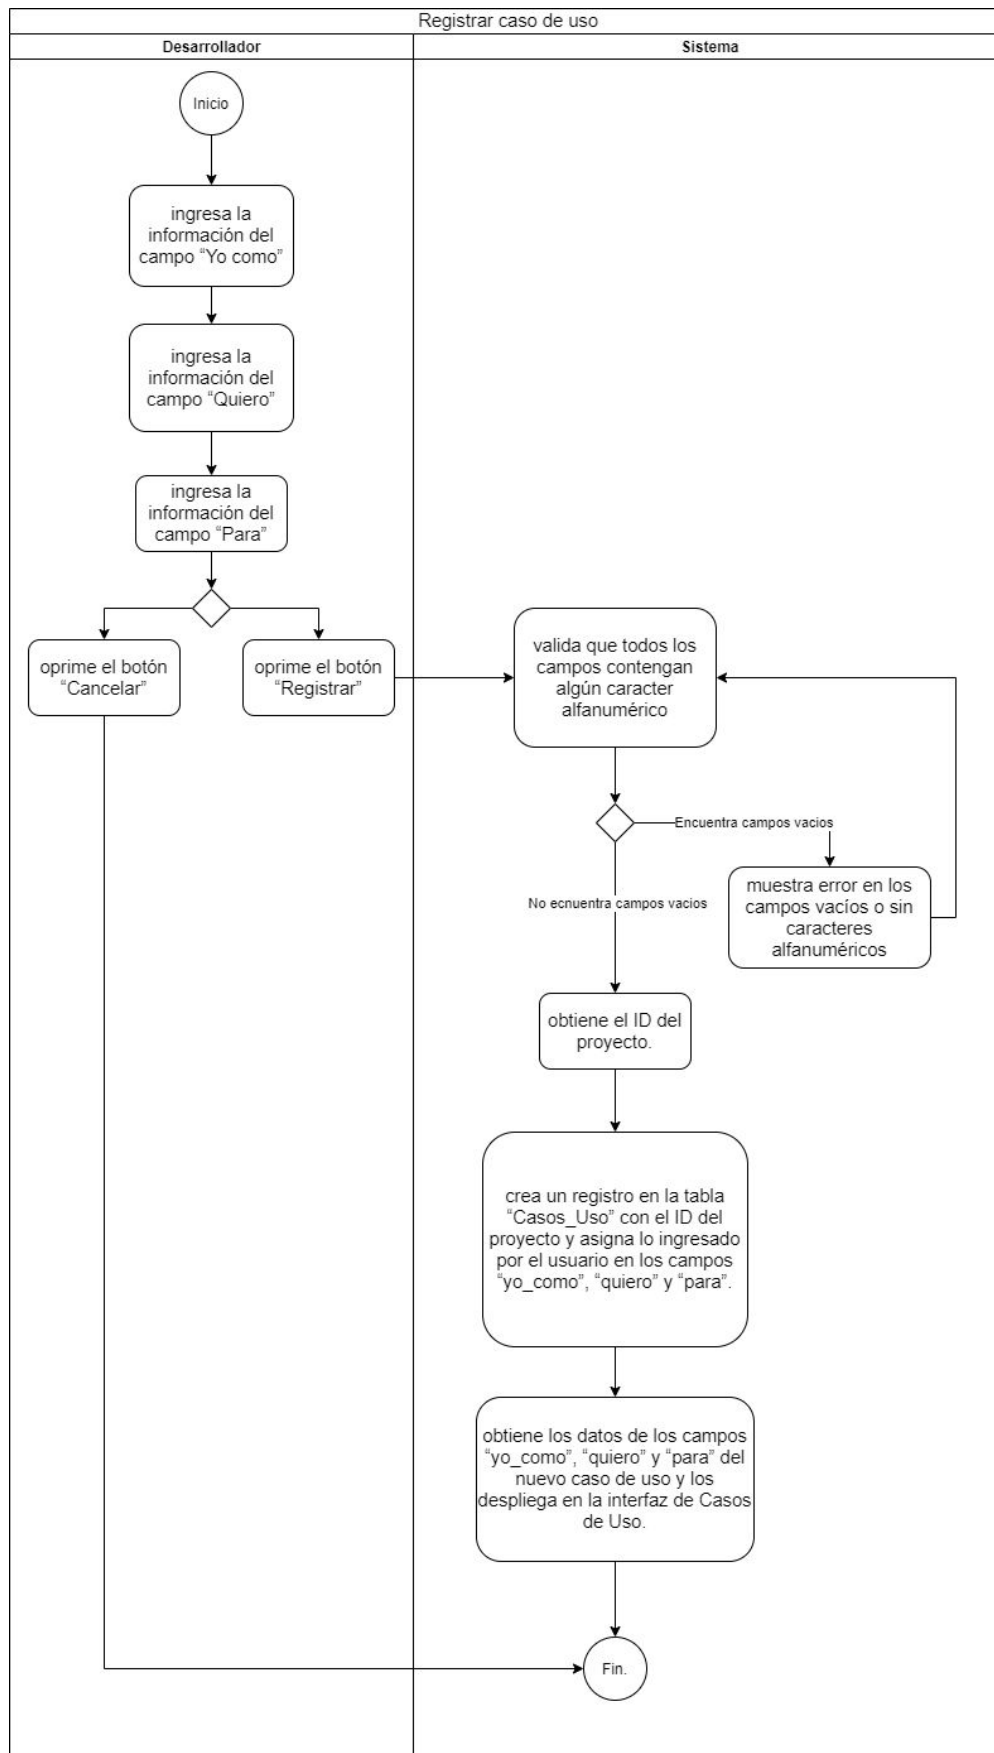 Registrar caso de uso
Desarrollador
Sistema
Inicio
ingresa la
información del
campo “Yo como”
ingresa la
información del
campo “Quiero”
ingresa la
información del
campo “Para”
oprime el botón
“Cancelar”
oprime el botón
“Registrar”
valida que todos los
campos contengan
algún caracter
alfanumérico
Encuentra campos vacios
muestra error en los
campos vacíos o sin
caracteres
alfanuméricos
No ecnuentra campos vacios
obtiene el ID del
proyecto.
crea un registro en la tabla
“Casos_Uso” con el ID del
proyecto y asigna lo ingresado
por el usuario en los campos
“yo_como”, “quiero” y “para”.
obtiene los datos de los campos
“yo_como”, “quiero” y “para” del
nuevo caso de uso y los
despliega en la interfaz de Casos
de Uso.
Fin.